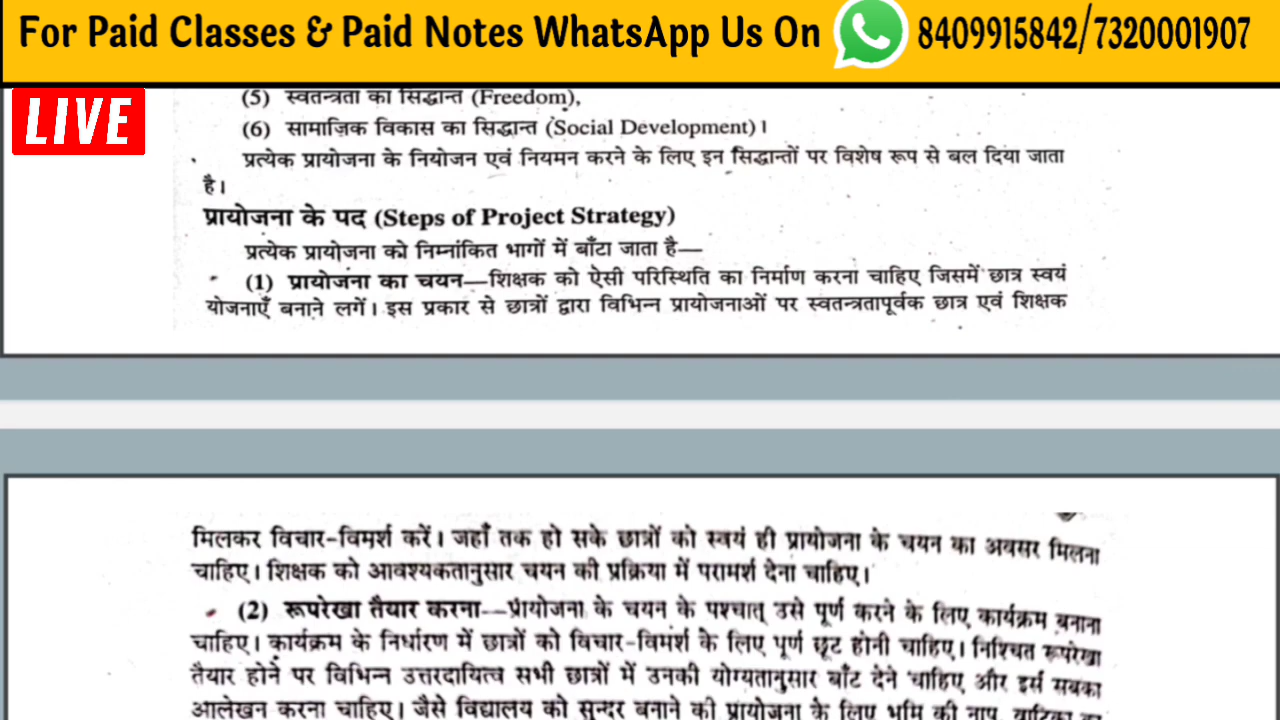 For Paid Classes & Paid Notes WhatsApp Us On 8409915842/7320001907
LIVE
(5) स्वतन्त्रता का सिद्धान्त (Freedom),
(6) सामाजिक विकास का सिद्धान्त (Social Development)।
प्रत्येक प्रायोजना के नियोजन एवं नियमन करने के लिए इन सिद्धान्तों पर विशेष रूप से बल दिया जाता
है।
प्रायोजना के पद (Steps of Project Strategy)
प्रत्येक प्रायोजना को निम्नांकित भागों में बाँटा जाता है—
(1) प्रायोजना का चयन—शिक्षक को ऐसी परिस्थिति का निर्माण करना चाहिए जिसमें छात्र स्वयं
योजनाएँ बनाने लगें। इस प्रकार से छात्रों द्वारा विभिन्न प्रायोजनाओं पर स्वतन्त्रतापूर्वक छात्र एवं शिक्षक
मिलकर विचार-विमर्श करें। जहाँ तक हो सके छात्रों को स्वयं ही प्रायोजना के चयन का अवसर मिलना
चाहिए। शिक्षक को आवश्यकतानुसार चयन की प्रक्रिया में परामर्श देना चाहिए।
(2) रूपरेखा तैयार करना—प्रायोजना के चयन के पश्चात् उसे पूर्ण करने के लिए कार्यक्रम बनाना
चाहिए। कार्यक्रम के निर्धारण में छात्रों को विचार-विमर्श के लिए पूर्ण छूट होनी चाहिए। निश्चित रूपरेखा
तैयार होने पर विभिन्न उत्तरदायित्व सभी छात्रों में उनकी योग्यतानुसार बाँट देने चाहिए और इस सबका
आलेखन करना चाहिए। जैसे विद्यालय को सुन्दर बनाने की प्रायोजना के लिए भूमि की नाप,